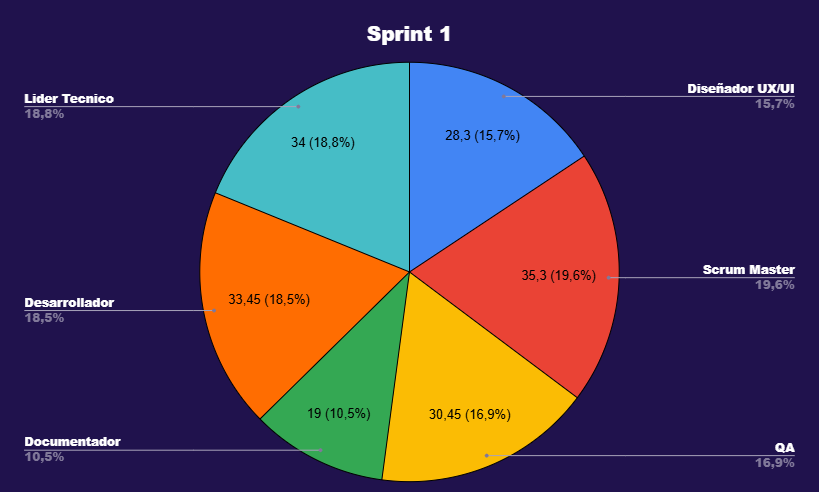 Sprint 1
Lider Tecnico
18,8%
Diseñador UX/UI
15,7%
34 (18,8%)
28,3 (15,7%)
Scrum Master
19,6%
35,3 (19,6%)
Desarrollador
18,5%
33,45 (18,5%)
19 (10,5%)
30,45 (16,9%)
Documentador
10,5%
QA
16,9%